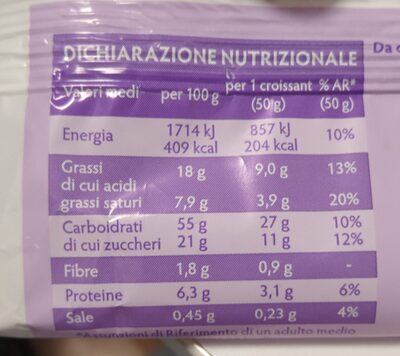 DICHIARAZIONE NUTRIZIONALE
Valori medi per 100 g per 1 croissant (50 g) % AR* (50 g)
Energia 1714 kJ 409 kcal 857 kJ 204 kcal 10%
Grassi 18 g 9,0 g 13%
di cui acidi
grassi saturi 7,9 g 3,9 g 20%
Carboidrati 55 g 27 g 10%
di cui zuccheri 21 g 11 g 12%
Fibre 1,8 g 0,9 g -
Proteine 6,3 g 3,1 g 6%
Sale 0,45 g 0,23 g 4%
*Assunzioni di Riferimento di un adulto medio
Da